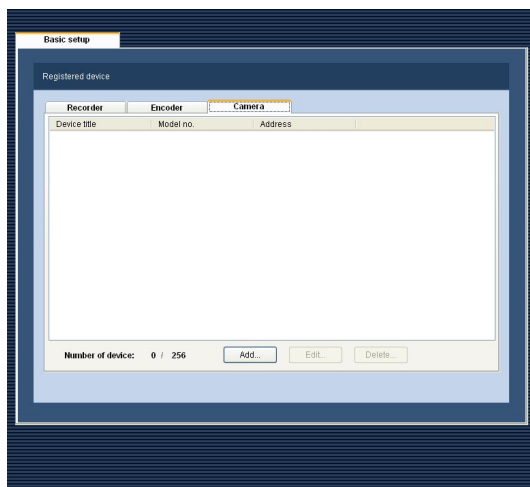 Basic setup
Registered device
Recorder Encoder Camera
Device title Model no. Address
Number of device: 0 / 256 Add... Edit... Delete...